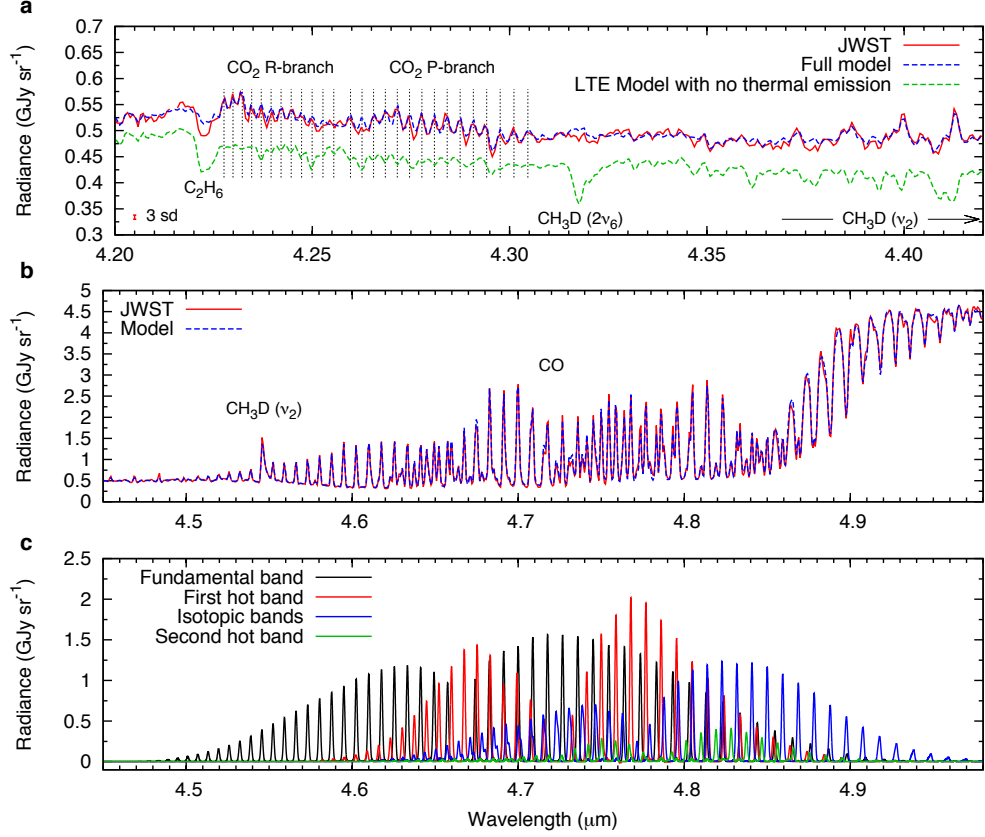 a
0.7
0.65
0.6
0.55
0.5
0.45
0.4
0.35
0.3
Radiance (GJy sr⁻¹)
JWST
Full model
LTE Model with no thermal emission
CO₂ R-branch
CO₂ P-branch
C₂H₆
3 sd
CH₃D (2ν₆)
CH₃D (ν₂)
4.20 4.25 4.30 4.35 4.40
b
5
4.5
4
3.5
3
2.5
2
1.5
1
0.5
0
Radiance (GJy sr⁻¹)
JWST
Model
CH₃D (ν₂)
CO
4.5 4.6 4.7 4.8 4.9
c
2.5
2
1.5
1
0.5
0
Radiance (GJy sr⁻¹)
Fundamental band
First hot band
Isotopic bands
Second hot band
4.5 4.6 4.7 4.8 4.9
Wavelength (μm)